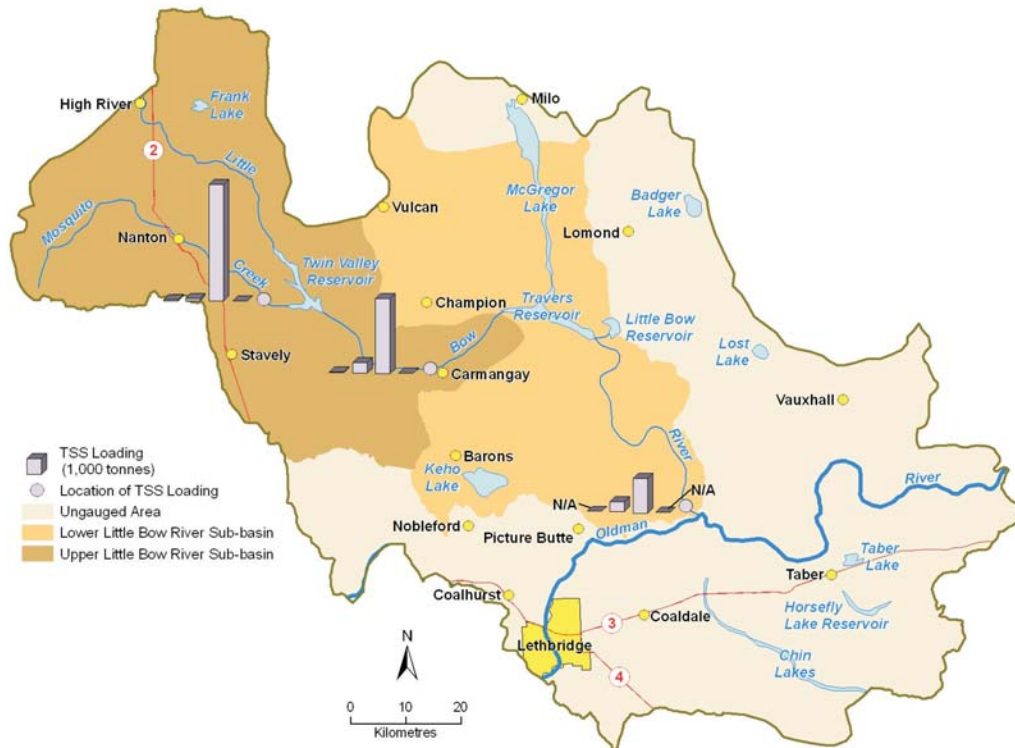 High River
Frank
Lake
Milo
2
Little
McGregor
Lake
Badger
Lake
Vulcan
Mosquito
Nanton
Lomond
Creek
Twin Valley
Reservoir
Champion
Travers
Reservoir
Little Bow
Reservoir
Bow
Stavely
Lost
Lake
Carmangay
Vauxhall
River
TSS Loading
(1,000 tonnes)
Location of TSS Loading
Ungauged Area
Lower Little Bow River Sub-basin
Upper Little Bow River Sub-basin
Barons
Keho
Lake
N/A
N/A
River
Nobleford
Oldman
Picture Butte
Taber
Lake
Taber
Coalhurst
Horsefly
Lake Reservoir
3
Coaldale
Lethbridge
Chin
Lakes
4
N
0 10 20
Kilometres